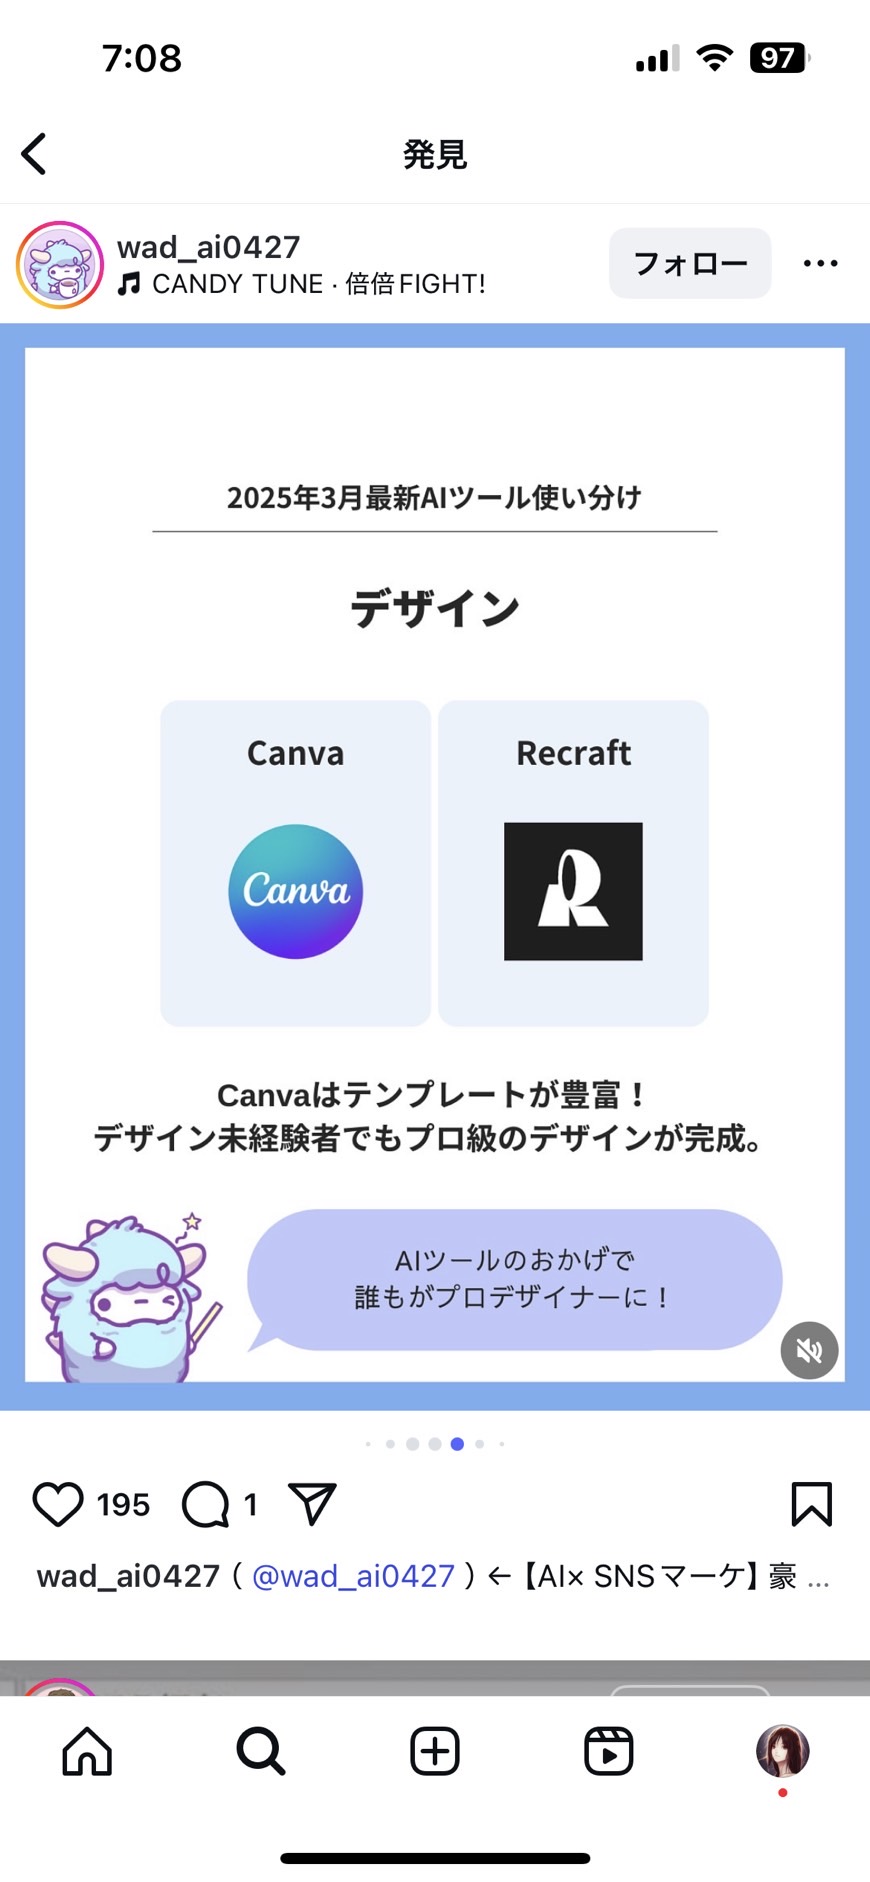 7:08
97
発見
wad_ai0427
CANDY TUNE · 倍倍FIGHT!
フォロー
2025年3月最新AIツール使い分け
デザイン
Canva
Recraft
Canva
Canvaはテンプレートが豊富！
デザイン未経験者でもプロ級のデザインが完成。
AIツールのおかげで
誰もがプロデザイナーに！
195
1
wad_ai0427（@wad_ai0427）←【AI× SNSマーケ】豪 ...